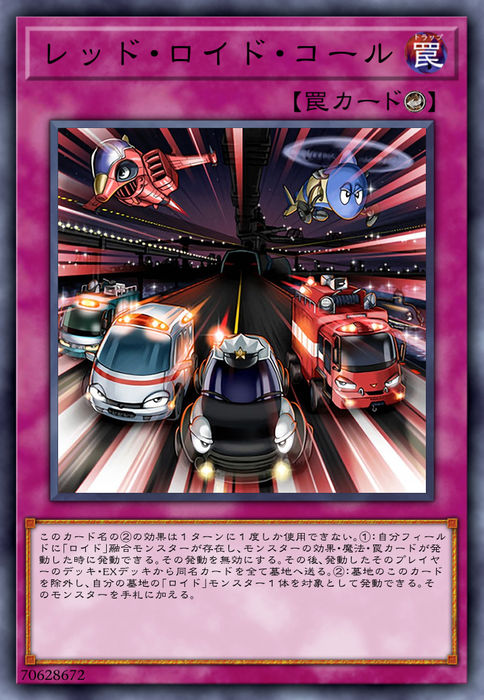 レッド・ロイド・コール
トラップ
罠
【罠カード】
このカード名の②の効果は1ターンに1度しか使用できない。①:自分フィール
ドに「ロイド」融合モンスターが存在し、モンスターの効果・魔法・罠カードが発
動した時に発動できる。その発動を無効にする。その後、発動したそのプレイヤ
ーのデッキ・EXデッキから同名カードを全て墓地へ送る。②:墓地のこのカード
を除外し、自分の墓地の「ロイド」モンスター1体を対象として発動できる。そ
のモンスターを手札に加える。
70628672